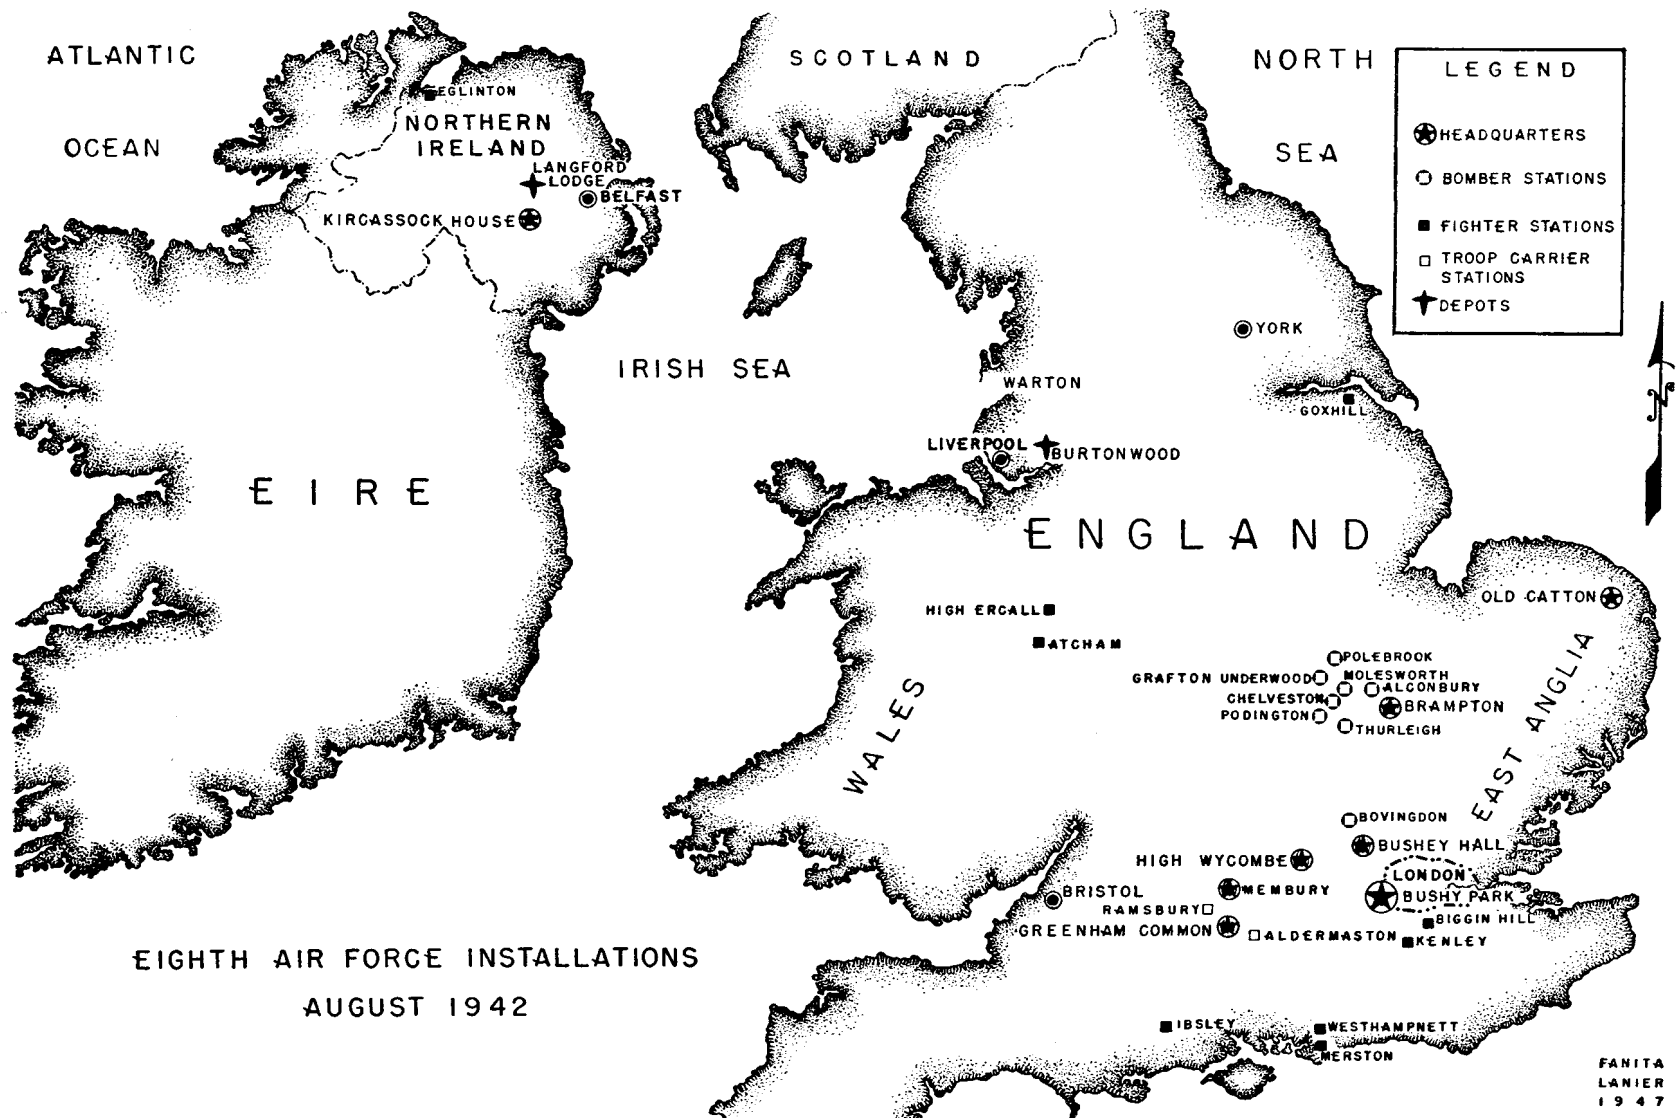 ATLANTIC
OCEAN
SCOTLAND
NORTH
SEA
LEGEND
HEADQUARTERS
BOMBER STATIONS
FIGHTER STATIONS
TROOP CARRIER
STATIONS
DEPOTS
EGLINTON
NORTHERN
IRELAND
LANGFORD
LODGE
BELFAST
KIRCASSOCK HOUSE
YORK
IRISH SEA
WARTON
GOXHILL
LIVERPOOL
BURTONWOOD
EIRE
ENGLAND
OLD CATTON
HIGH ERCALL
ATCHAM
POLEBROOK
GRAFTON UNDERWOOD
MOLESWORTH
ALCONBURY
CHELVESTON
BRAMPTON
PODINGTON
THURLEIGH
WALES
EAST ANGLIA
BOVINGDON
BUSHEY HALL
HIGH WYCOMBE
LONDON
MEMBURY
BUSHY PARK
BRISTOL
RAMSBURY
BIGGIN HILL
GREENHAM COMMON
ALDERMASTON
KENLEY
EIGHTH AIR FORCE INSTALLATIONS
AUGUST 1942
IBSLEY
WESTHAMPNETT
MERSTON
FANITA
LANIER
1947
N